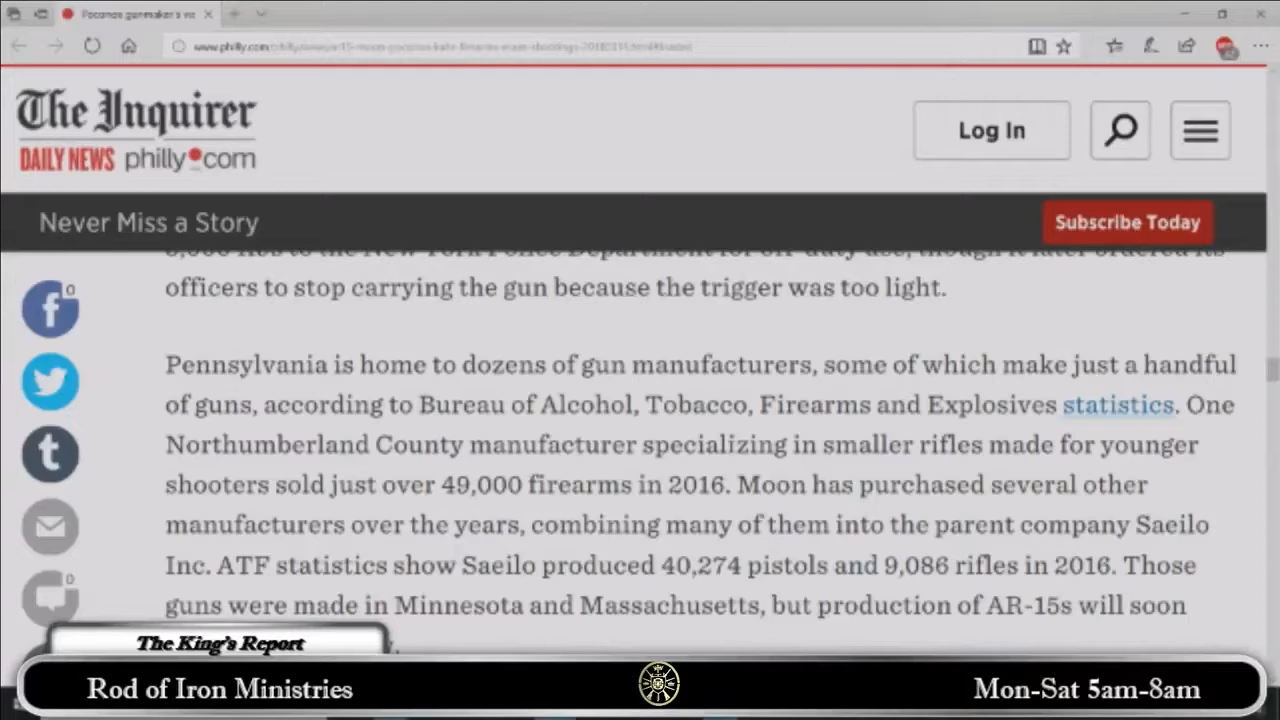 Poconos gunmaker's
The Inquirer
DAILY NEWS philly.com
Log In
Never Miss a Story
Subscribe Today
officers to stop carrying the gun because the trigger was too light.
Pennsylvania is home to dozens of gun manufacturers, some of which make just a handful
of guns, according to Bureau of Alcohol, Tobacco, Firearms and Explosives statistics. One
Northumberland County manufacturer specializing in smaller rifles made for younger
shooters sold just over 49,000 firearms in 2016. Moon has purchased several other
manufacturers over the years, combining many of them into the parent company Saeilo
Inc. ATF statistics show Saeilo produced 40,274 pistols and 9,086 rifles in 2016. Those
guns were made in Minnesota and Massachusetts, but production of AR-15s will soon
0
0
The King's Report
Rod of Iron Ministries
Mon-Sat 5am-8am